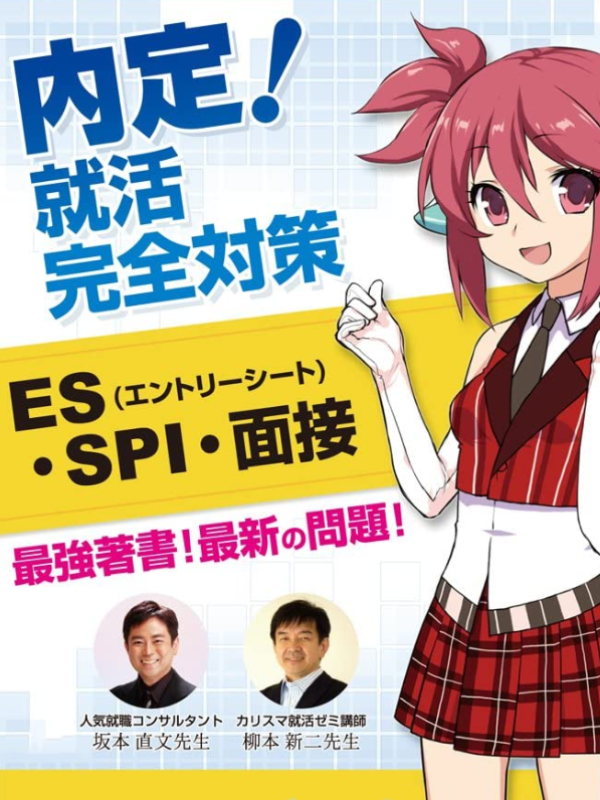 内定!
就活
完全対策
ES(エントリーシート)
・SPI・面接
最強著書!最新の問題!
人気就職コンサルタント
坂本 直文先生
カリスマ就活ゼミ講師
柳本 新二先生